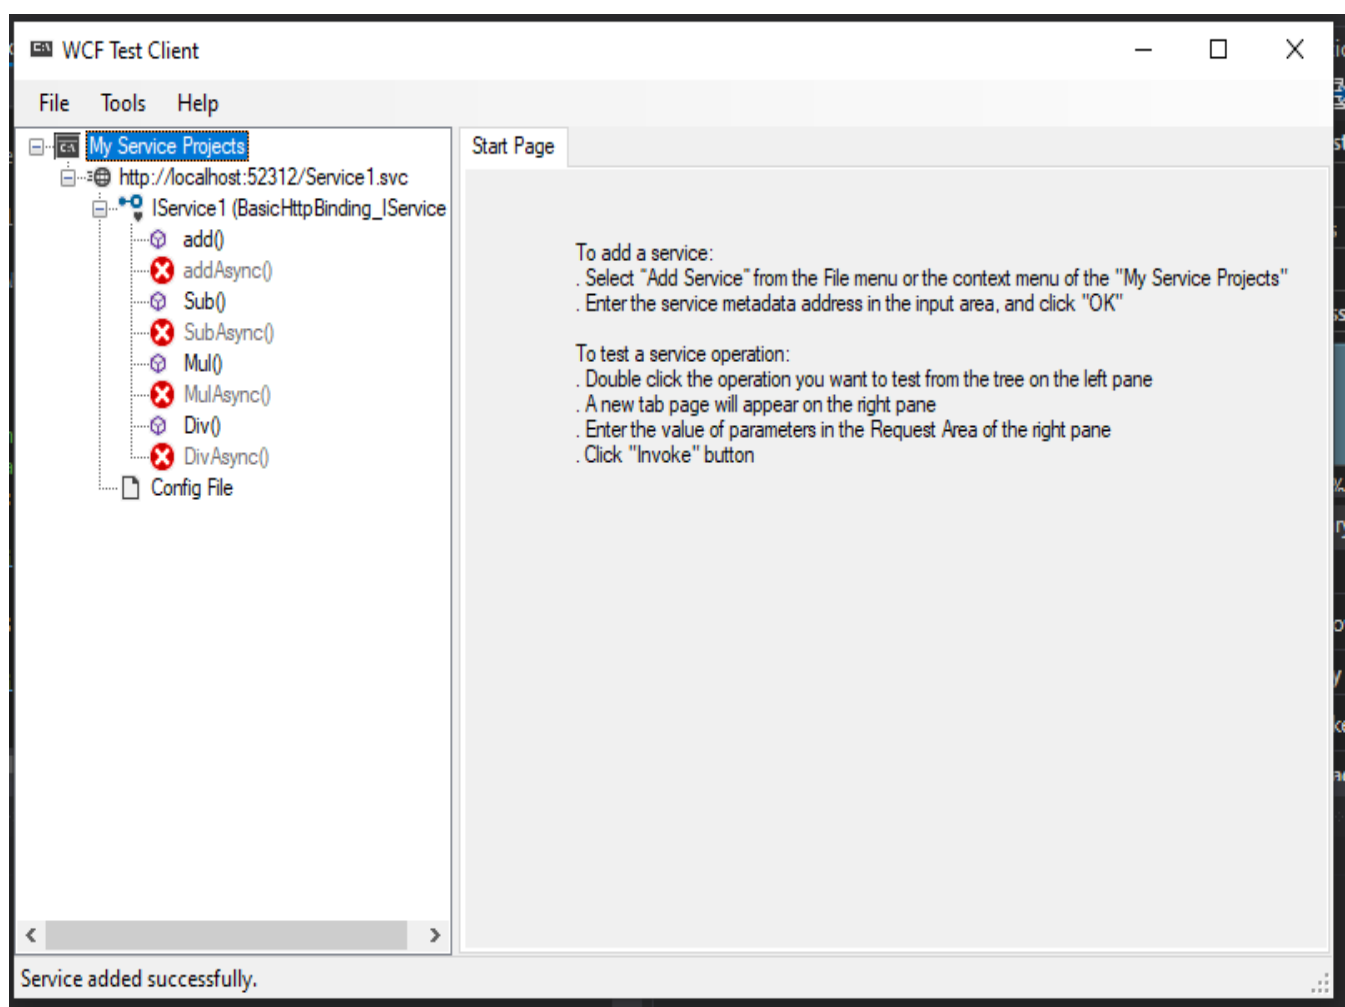 WCF Test Client
File Tools Help
My Service Projects
http://localhost:52312/Service1.svc
IService1 (BasicHttpBinding_IService
add()
addAsync()
Sub()
SubAsync()
Mul()
MulAsync()
Div()
DivAsync()
Config File
Start Page
To add a service:
. Select "Add Service" from the File menu or the context menu of the "My Service Projects"
. Enter the service metadata address in the input area, and click "OK"
To test a service operation:
. Double click the operation you want to test from the tree on the left pane
. A new tab page will appear on the right pane
. Enter the value of parameters in the Request Area of the right pane
. Click "Invoke" button
Service added successfully.